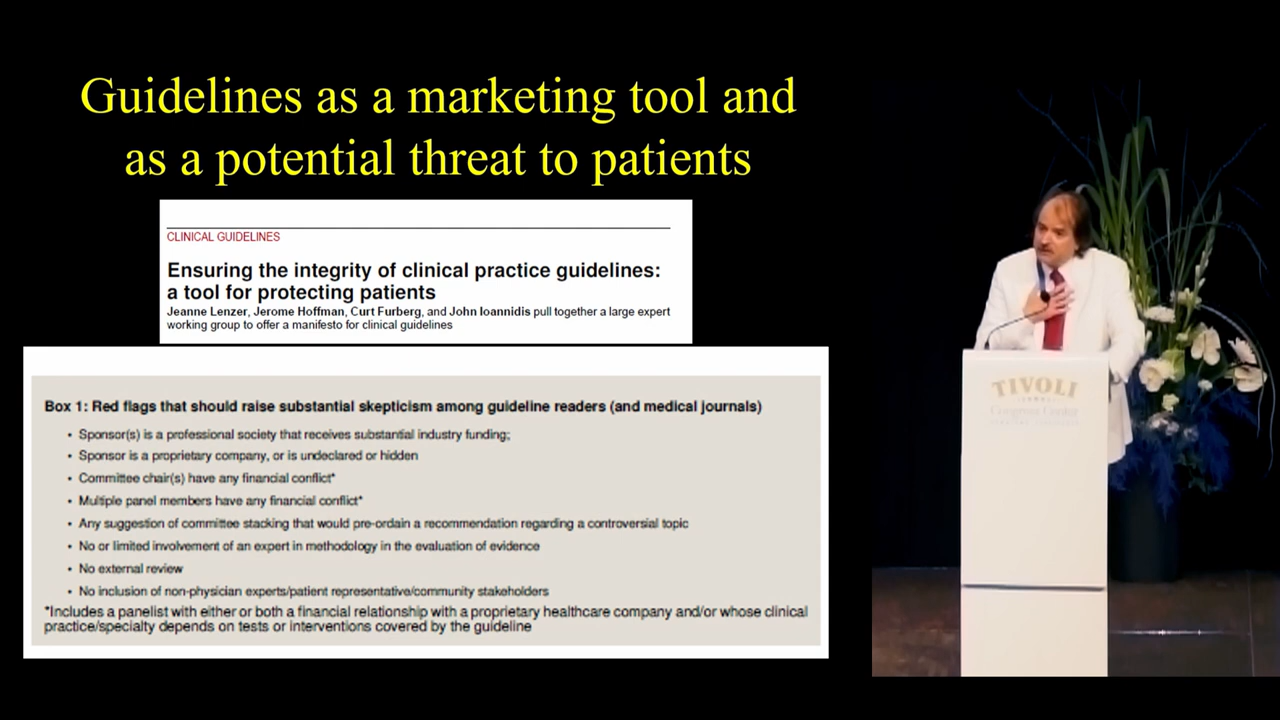 Guidelines as a marketing tool and
as a potential threat to patients
CLINICAL GUIDELINES
Ensuring the integrity of clinical practice guidelines:
a tool for protecting patients
Jeanne Lenzer, Jerome Hoffman, Curt Furberg, and John Ioannidis pull together a large expert
working group to offer a manifesto for clinical guidelines
Box 1: Red flags that should raise substantial skepticism among guideline readers (and medical journals)
• Sponsor(s) is a professional society that receives substantial industry funding;
• Sponsor is a proprietary company, or is undeclared or hidden
• Committee chair(s) have any financial conflict*
• Multiple panel members have any financial conflict*
• Any suggestion of committee stacking that would pre-ordain a recommendation regarding a controversial topic
• No or limited involvement of an expert in methodology in the evaluation of evidence
• No external review
• No inclusion of non-physician experts/patient representative/community stakeholders
*Includes a panelist with either or both a financial relationship with a proprietary healthcare company and/or whose clinical
practice/specialty depends on tests or interventions covered by the guideline
TIVOLI
Congress Center